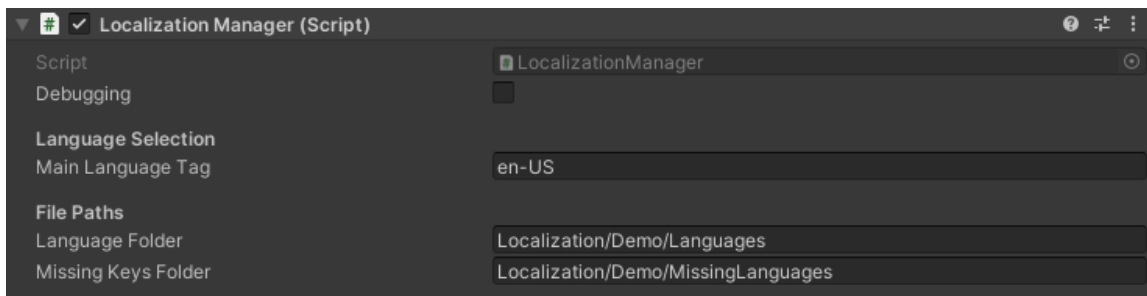 Localization Manager (Script)
Script LocalizationManager
Debugging
Language Selection
Main Language Tag en-US
File Paths
Language Folder Localization/Demo/Languages
Missing Keys Folder Localization/Demo/MissingLanguages